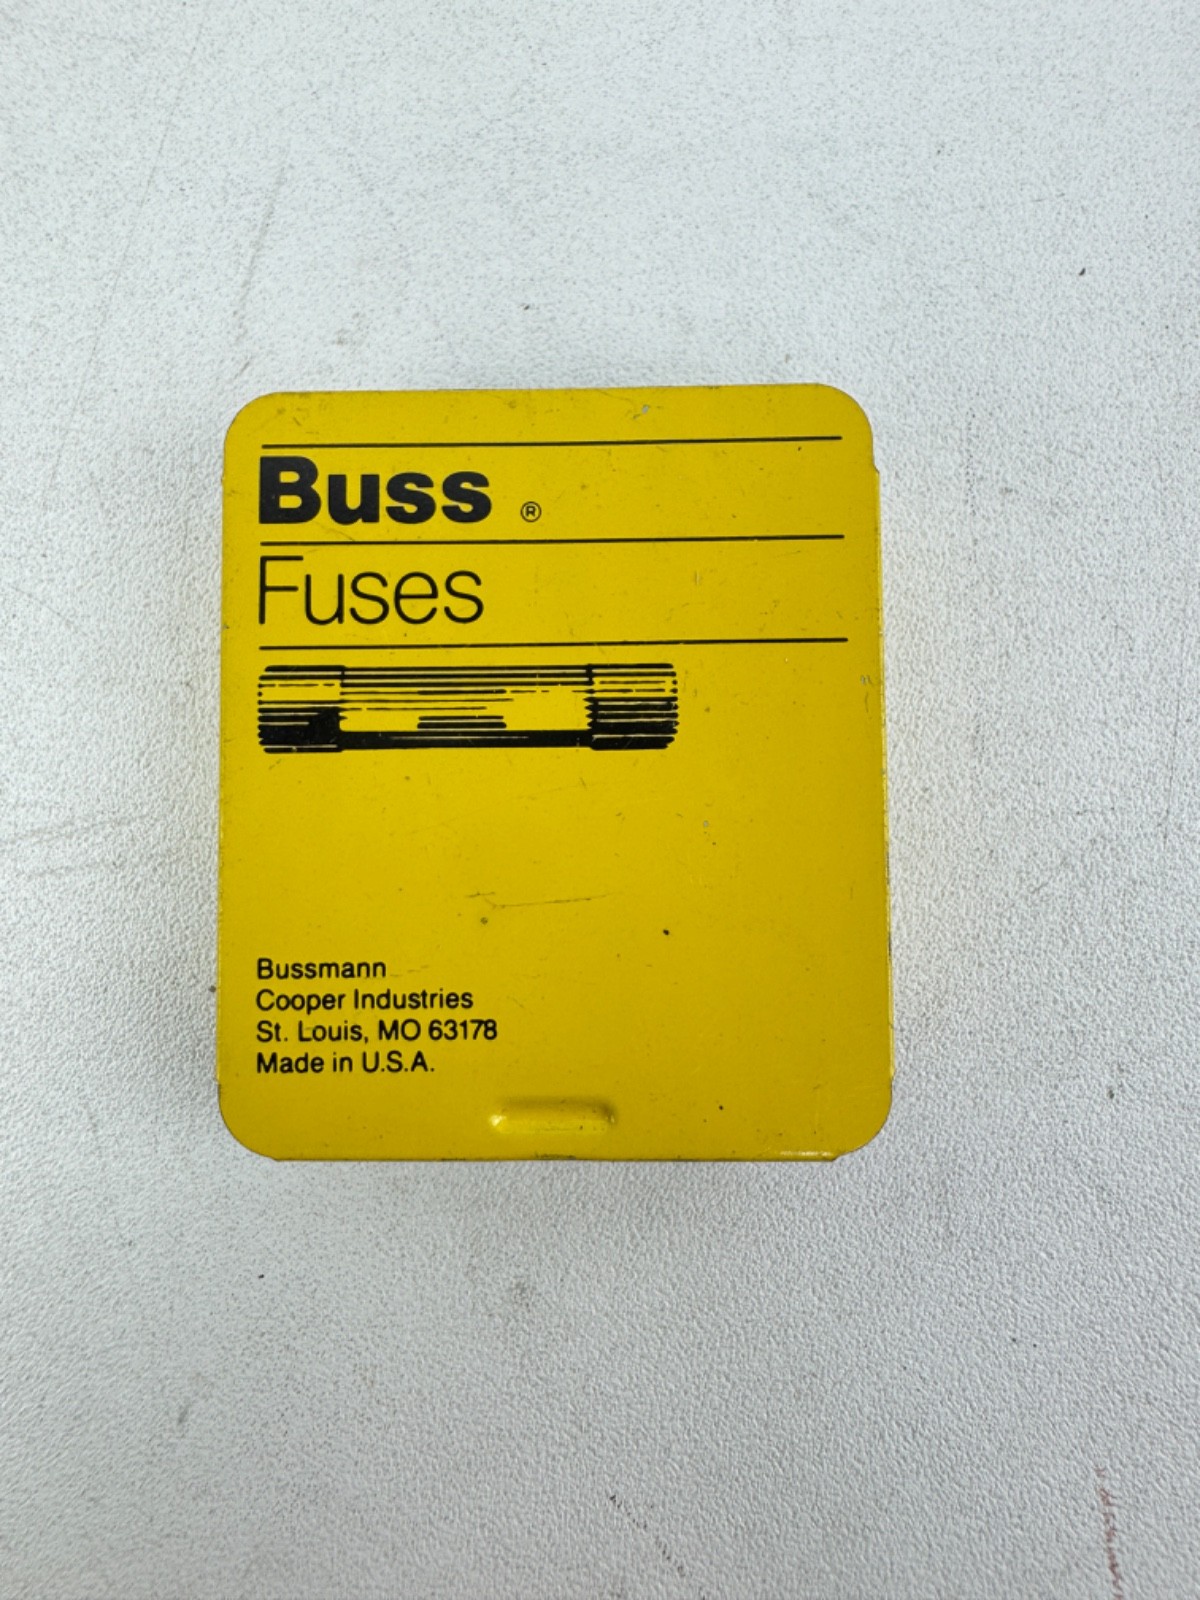 Buss ®
Fuses
Bussmann
Cooper Industries
St. Louis, MO 63178
Made in U.S.A.